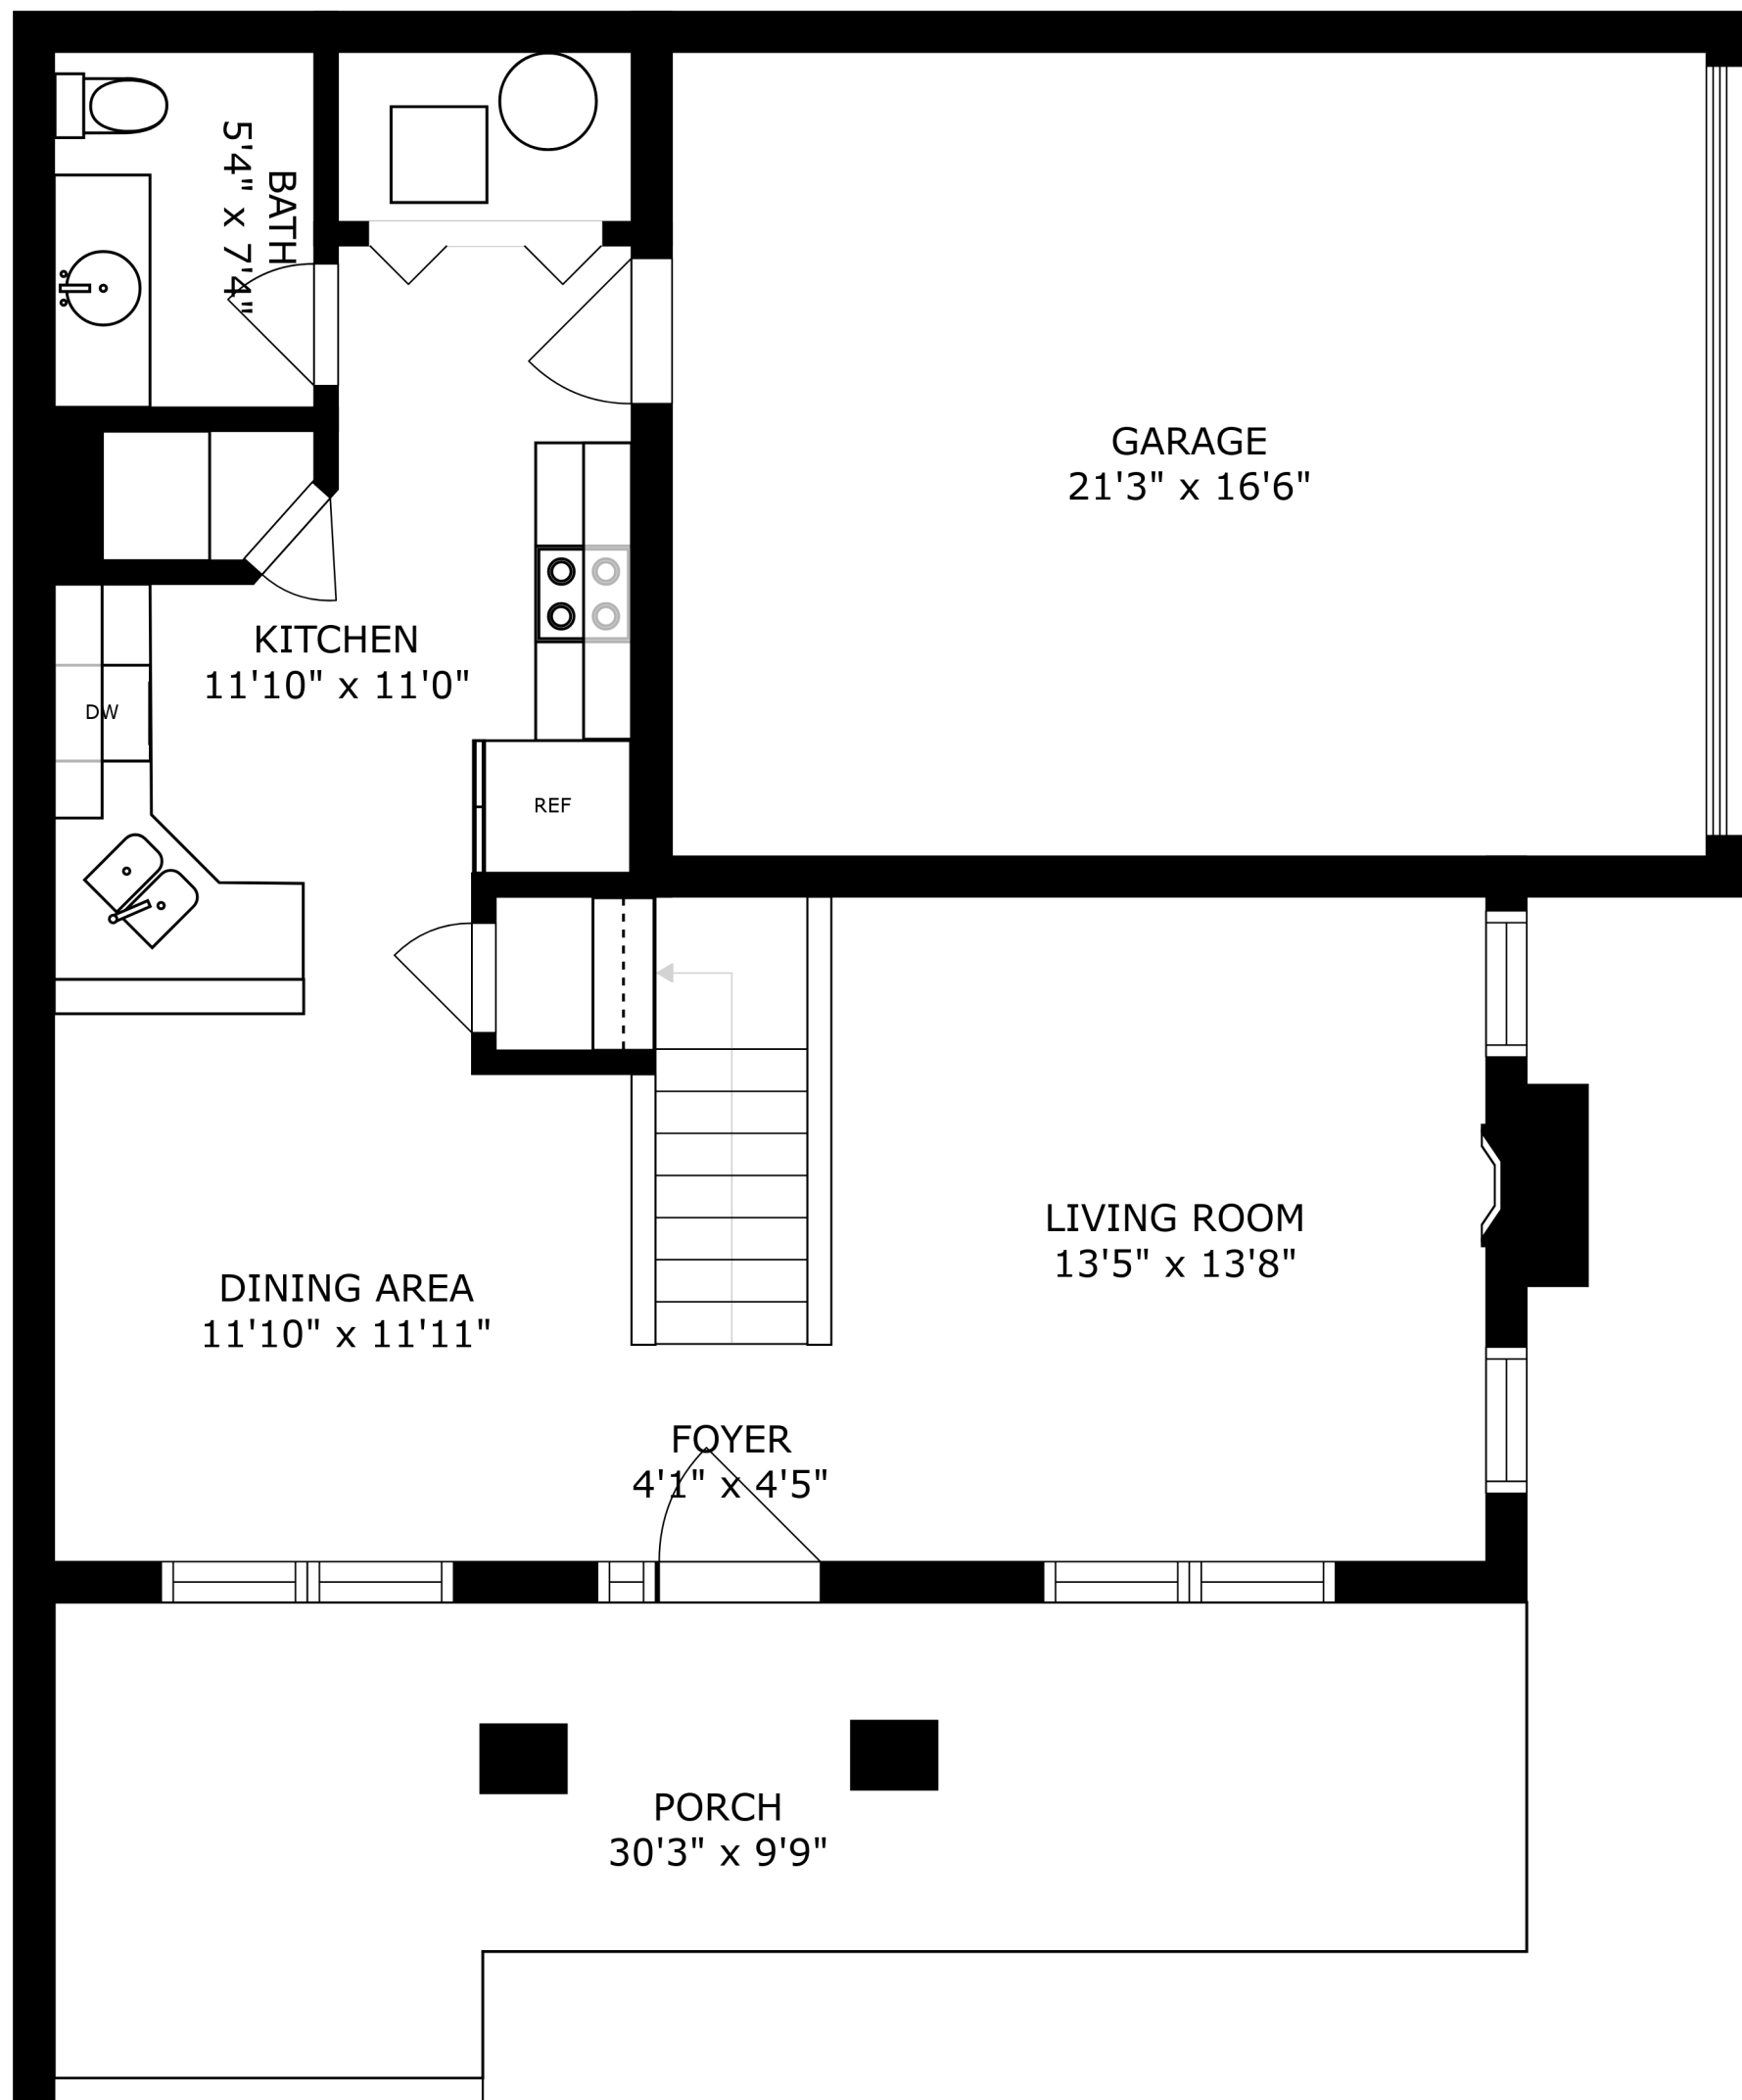 BATH
5'4" x 7'4"
GARAGE
21'3" x 16'6"
KITCHEN
11'10" x 11'0"
DW
REF
LIVING ROOM
13'5" x 13'8"
DINING AREA
11'10" x 11'11"
FOYER
4'1" x 4'5"
PORCH
30'3" x 9'9"